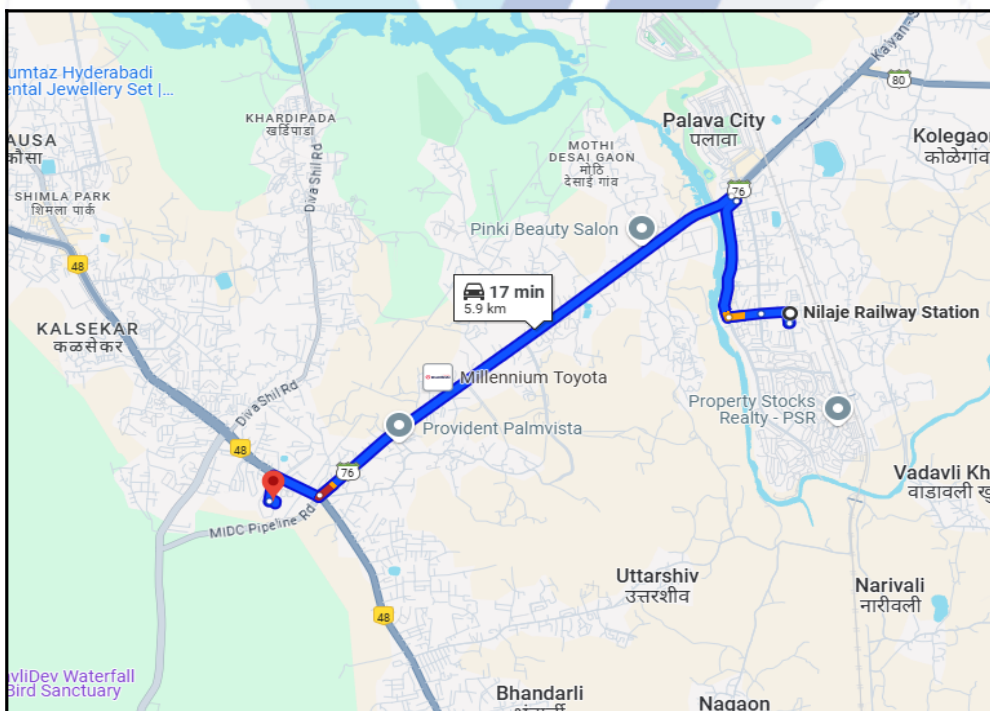 umtaz Hyderabadi
ental Jewellery Set |...
KHARDIPADA
खर्डिपाडा
AUSA
कौसा
SHIMLA PARK
शिमला पार्क
Diva Shil Rd
48
KALSEKAR
कळसेकर
Diva Shil Rd
48
MIDC Pipeline Rd
76
48
avliDev Waterfall
Bird Sanctuary
MOTHI
DESAI GAON
मोठि
देसाई गांव
Pinki Beauty Salon
17 min
5.9 km
Millennium Toyota
Provident Palmvista
Palava City
पलावा
76
Kalyan-S
80
Kolegaon
कोळेगांव
Nilaje Railway Station
Property Stocks
Realty - PSR
Vadavli Kh
वाडावली खु
Uttarshiv
उत्तरशीव
Narivali
नारीवली
Bhandarli
Nagaon